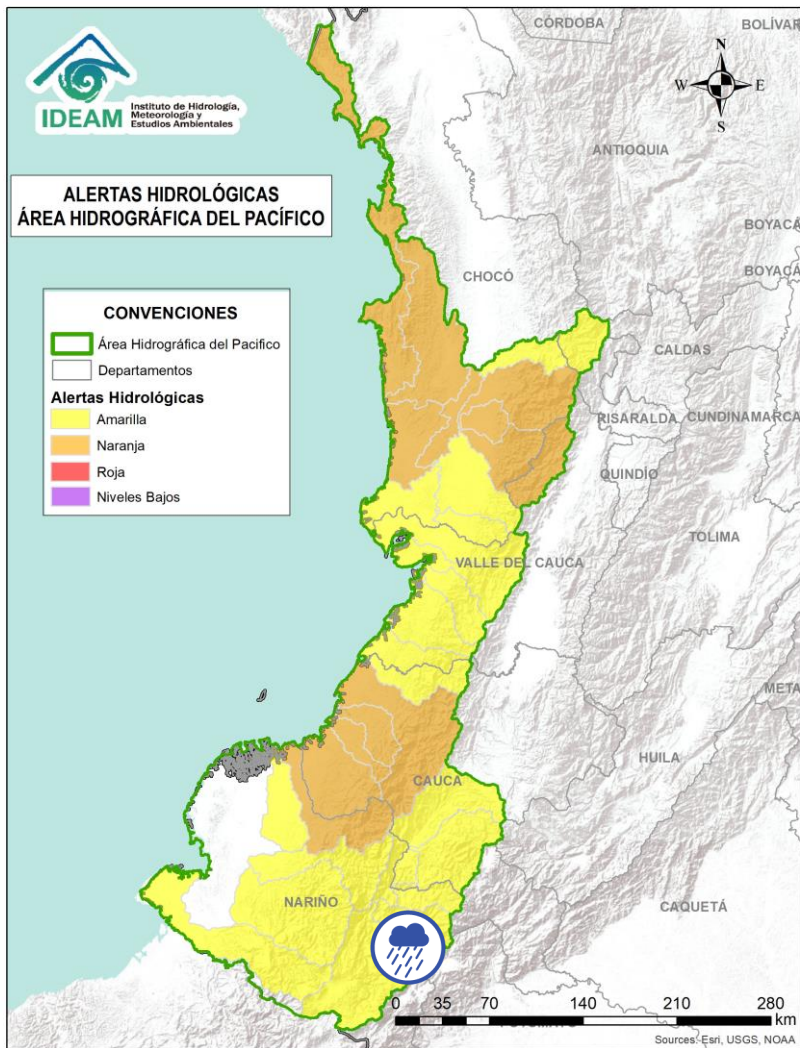 CÓRDOBA
BOLÍVAR
N
W
E
S
IDEAM
Instituto de Hidrología,
Meteorología y
Estudios Ambientales
ANTIOQUIA
ALERTAS HIDROLÓGICAS
ÁREA HIDROGRÁFICA DEL PACÍFICO
BOYACÁ
BOYACÁ
CHOCÓ
CONVENCIONES
Área Hidrográfica del Pacifico
Departamentos
Alertas Hidrológicas
Amarilla
Naranja
Roja
Niveles Bajos
CALDAS
RISARALDA
CUNDINAMARCA
QUINDÍO
TOLIMA
VALLE DEL CAUCA
META
HUILA
CAUCA
NARIÑO
CAQUETÁ
0 35 70 140 210 280
km
Sources: Esri, USGS, NOAA